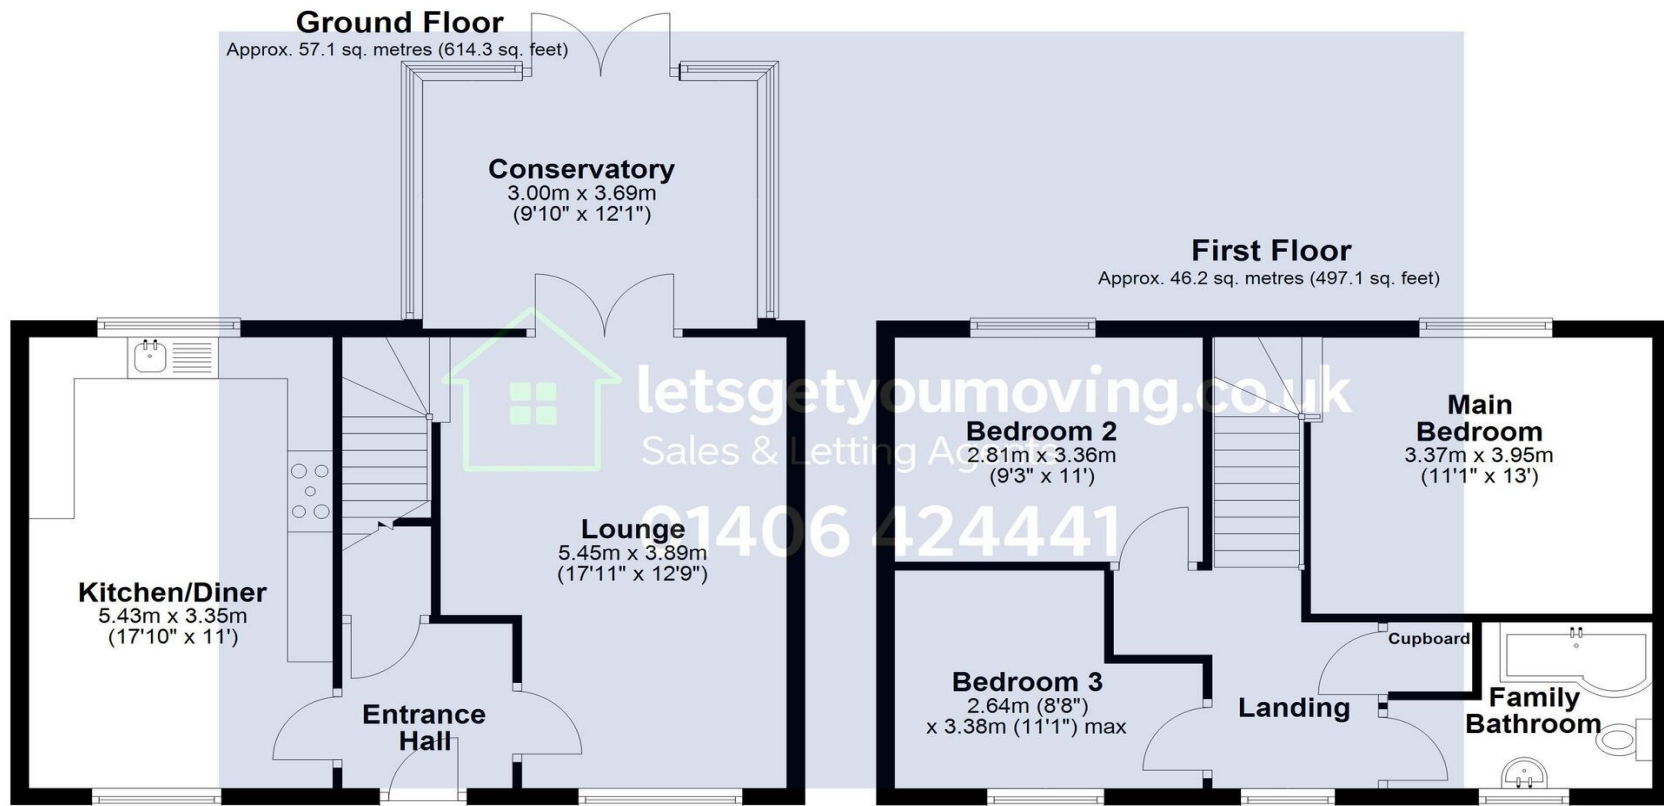 Ground Floor
Approx. 57.1 sq. metres (614.3 sq. feet)
Conservatory
3.00m x 3.69m
(9'10" x 12'1")
Kitchen/Diner
5.43m x 3.35m
(17'10" x 11')
Lounge
5.45m x 3.89m
(17'11" x 12'9")
Entrance
Hall
First Floor
Approx. 46.2 sq. metres (497.1 sq. feet)
Bedroom 2
2.81m x 3.36m
(9'3" x 11')
Main
Bedroom
3.37m x 3.95m
(11'1" x 13')
Bedroom 3
2.64m (8'8")
x 3.38m (11'1") max
Landing
Cupboard
Family
Bathroom
letsgetyoumoving.co.uk
Sales & Letting Agents
01406 424441